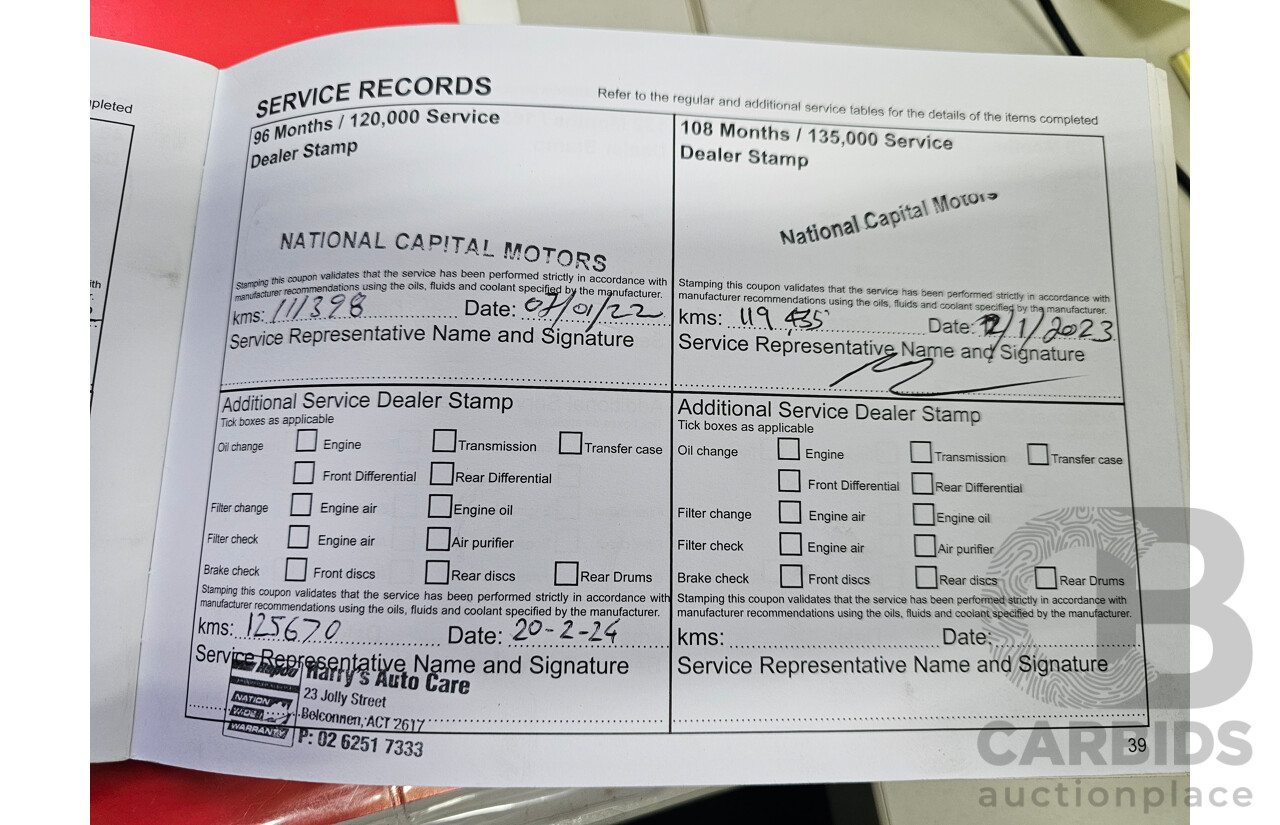 pleted
SERVICE RECORDS
Refer to the regular and additional service tables for the details of the items completed
96 Months / 120,000 Service
Dealer Stamp
NATIONAL CAPITAL MOTORS
Stamping this coupon validates that the service has been performed strictly in accordance with
manufacturer recommendations using the oils, fluids and coolant specified by the manufacturer.
kms: 111398 Date: 07/01/22
Service Representative Name and Signature
108 Months / 135,000 Service
Dealer Stamp
National Capital Motors
Stamping this coupon validates that the service has been performed strictly in accordance with
manufacturer recommendations using the oils, fluids and coolant specified by the manufacturer.
kms: 119 435 Date: 12/1/2023
Service Representative Name and Signature
Additional Service Dealer Stamp
Tick boxes as applicable
Oil change Engine Transmission Transfer case
Front Differential Rear Differential
Filter change Engine air Engine oil
Filter check Engine air Air purifier
Brake check Front discs Rear discs Rear Drums
Stamping this coupon validates that the service has been performed strictly in accordance with
manufacturer recommendations using the oils, fluids and coolant specified by the manufacturer.
kms: 125670 Date: 20-2-24
Service Representative Name and Signature
Harry's Auto Care
23 Jolly Street
Belconnen, ACT 2617
P: 02 6251 7333
NATION
WIDE
WARRANTY
Additional Service Dealer Stamp
Tick boxes as applicable
Oil change Engine Transmission Transfer case
Front Differential Rear Differential
Filter change Engine air Engine oil
Filter check Engine air Air purifier
Brake check Front discs Rear discs Rear Drums
Stamping this coupon validates that the service has been performed strictly in accordance with
manufacturer recommendations using the oils, fluids and coolant specified by the manufacturer.
kms: Date:
Service Representative Name and Signature
39
CARBIDS
auctionplace